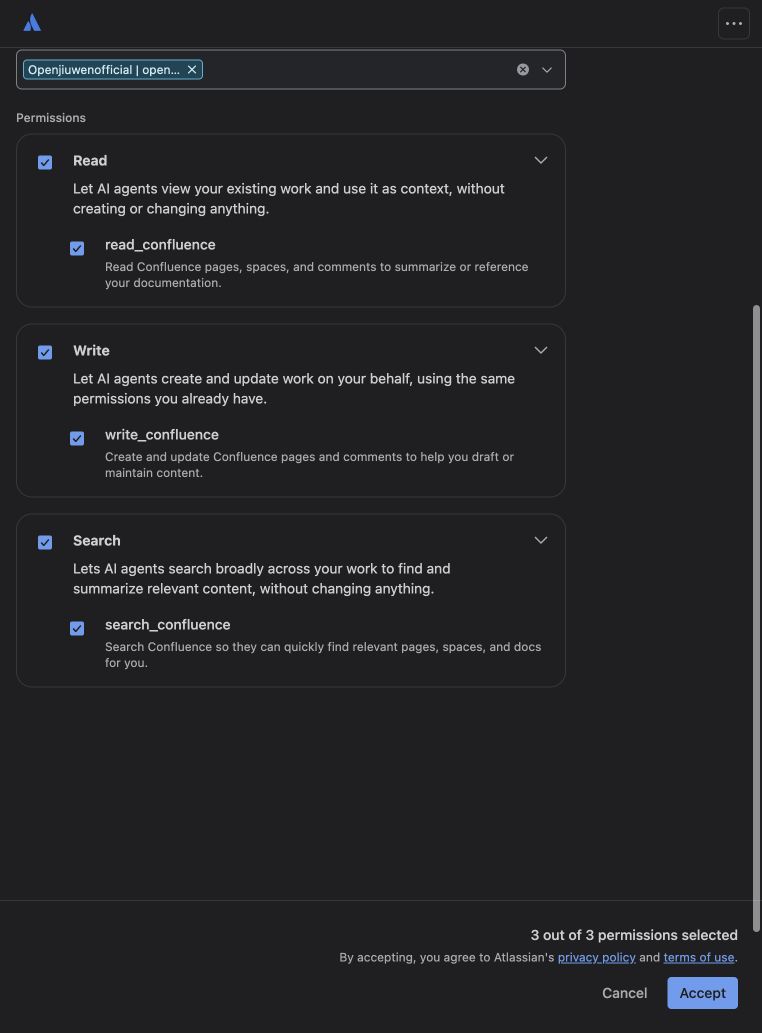 Openjiuwenofficial | open...
Permissions
Read
Let AI agents view your existing work and use it as context, without
creating or changing anything.
read_confluence
Read Confluence pages, spaces, and comments to summarize or reference
your documentation.
Write
Let AI agents create and update work on your behalf, using the same
permissions you already have.
write_confluence
Create and update Confluence pages and comments to help you draft or
maintain content.
Search
Lets AI agents search broadly across your work to find and
summarize relevant content, without changing anything.
search_confluence
Search Confluence so they can quickly find relevant pages, spaces, and docs
for you.
3 out of 3 permissions selected
By accepting, you agree to Atlassian's privacy policy and terms of use.
Cancel
Accept